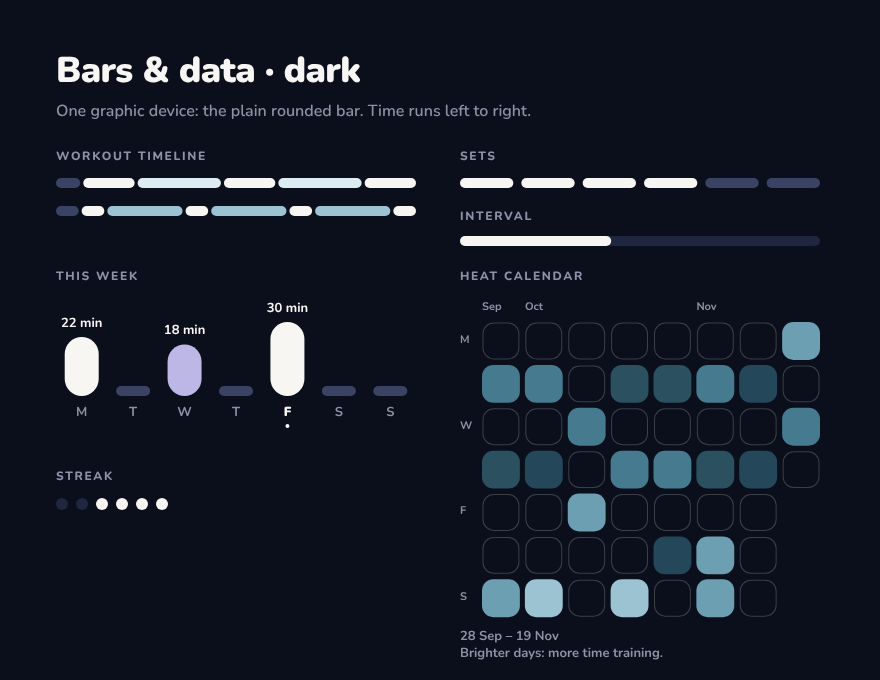 Bars & data · dark
One graphic device: the plain rounded bar. Time runs left to right.
WORKOUT TIMELINE
SETS
INTERVAL
THIS WEEK
22 min
18 min
30 min
M T W T F S S
STREAK
HEAT CALENDAR
Sep Oct Nov
M
W
F
S
28 Sep – 19 Nov
Brighter days: more time training.